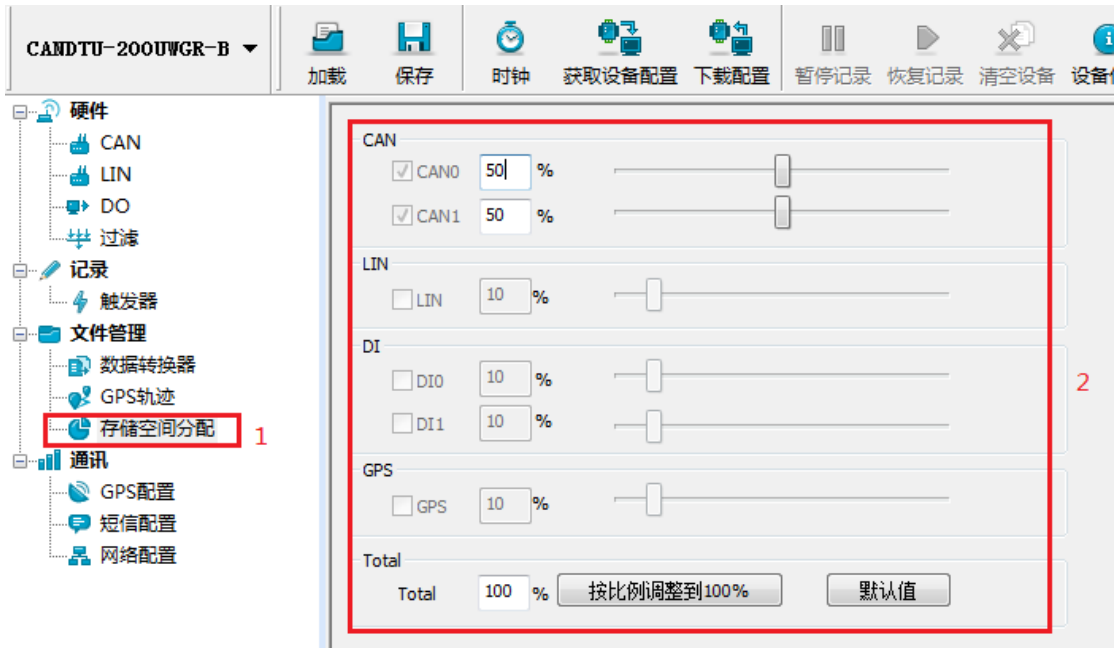 CANDTU-200UWGR-B
加载 保存 时钟 获取设备配置 下载配置 暂停记录 恢复记录 清空设备
硬件
CAN
LIN
DO
过滤
记录
触发器
文件管理
数据转换器
GPS轨迹
存储空间分配 1
通讯
GPS配置
短信配置
网络配置
CAN
CAN0 50 %
CAN1 50 %
LIN
LIN 10 %
DI
DI0 10 %
DI1 10 %
2
GPS
GPS 10 %
Total
Total 100 % 按比例调整到100% 默认值